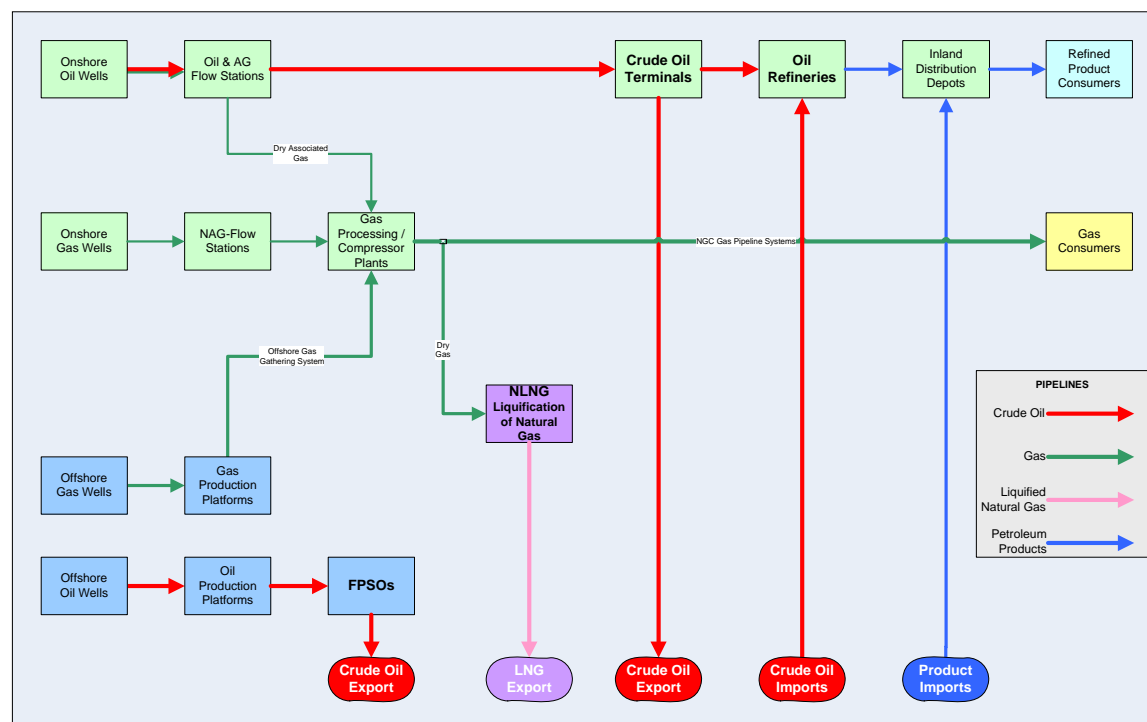 Onshore
Oil Wells
Oil & AG
Flow Stations
Crude Oil
Terminals
Oil
Refineries
Inland
Distribution
Depots
Refined
Product
Consumers
Dry Associated
Gas
Onshore
Gas Wells
NAG-Flow
Stations
Gas
Processing /
Compressor
Plants
NGC Gas Pipeline Systems
Gas
Consumers
Offshore Gas
Gathering System
Dry
Gas
NLNG
Liquification
of Natural
Gas
PIPELINES
Crude Oil
Gas
Liquified
Natural Gas
Petroleum
Products
Offshore
Gas Wells
Gas
Production
Platforms
Offshore
Oil Wells
Oil
Production
Platforms
FPSOs
Crude Oil
Export
LNG
Export
Crude Oil
Export
Crude Oil
Imports
Product
Imports